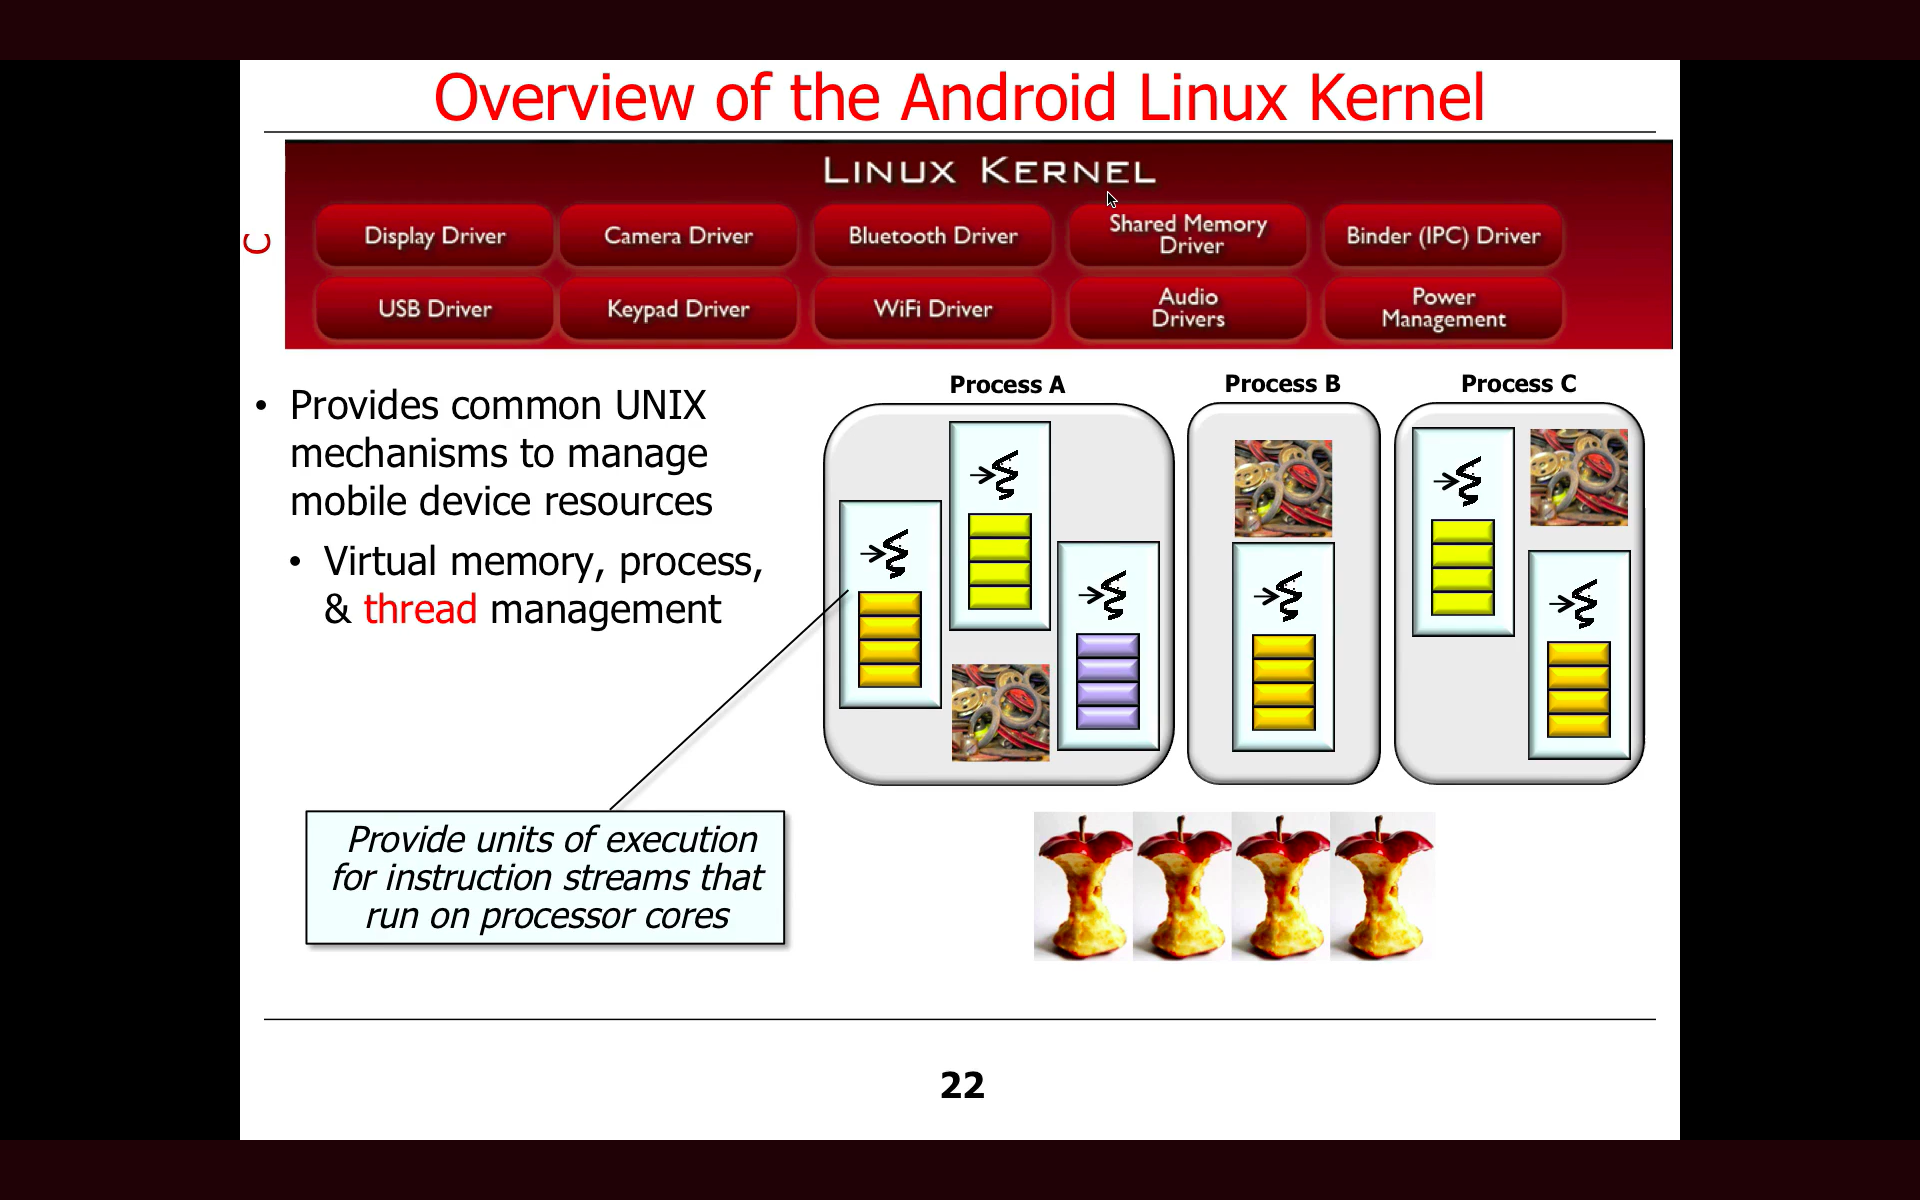 Overview of the Android Linux Kernel
LINUX KERNEL
C
Display Driver
Camera Driver
Bluetooth Driver
Shared Memory
Driver
Binder (IPC) Driver
USB Driver
Keypad Driver
WiFi Driver
Audio
Drivers
Power
Management
• Provides common UNIX
mechanisms to manage
mobile device resources
• Virtual memory, process,
& thread management
Process A
Process B
Process C
Provide units of execution
for instruction streams that
run on processor cores
22